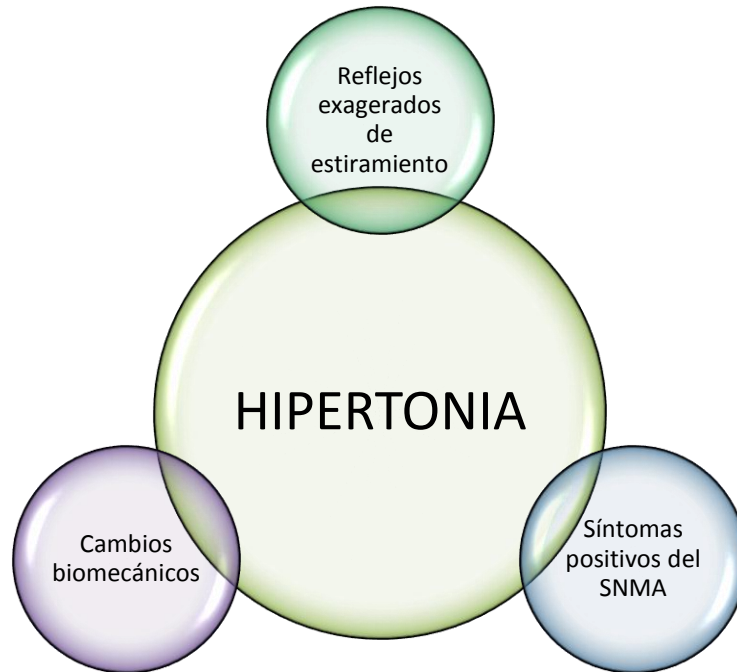 Reflejos
exagerados
de
estiramiento
HIPERTONIA
Cambios
biomecánicos
Síntomas
positivos del
SNMA